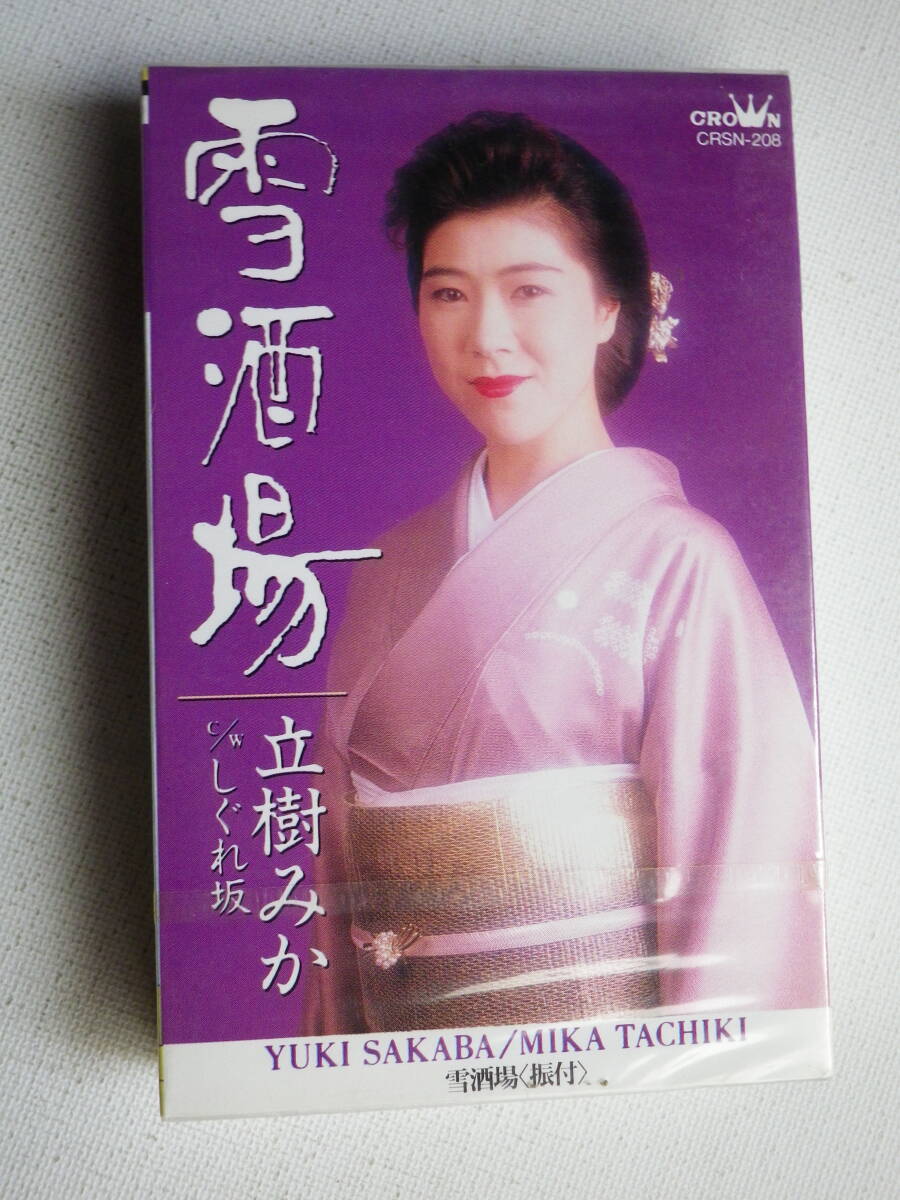 CROWN
CRSN-208
雪酒場
立樹みか
c/w しぐれ坂
YUKI SAKABA/MIKA TACHIKI
雪酒場〈振付〉